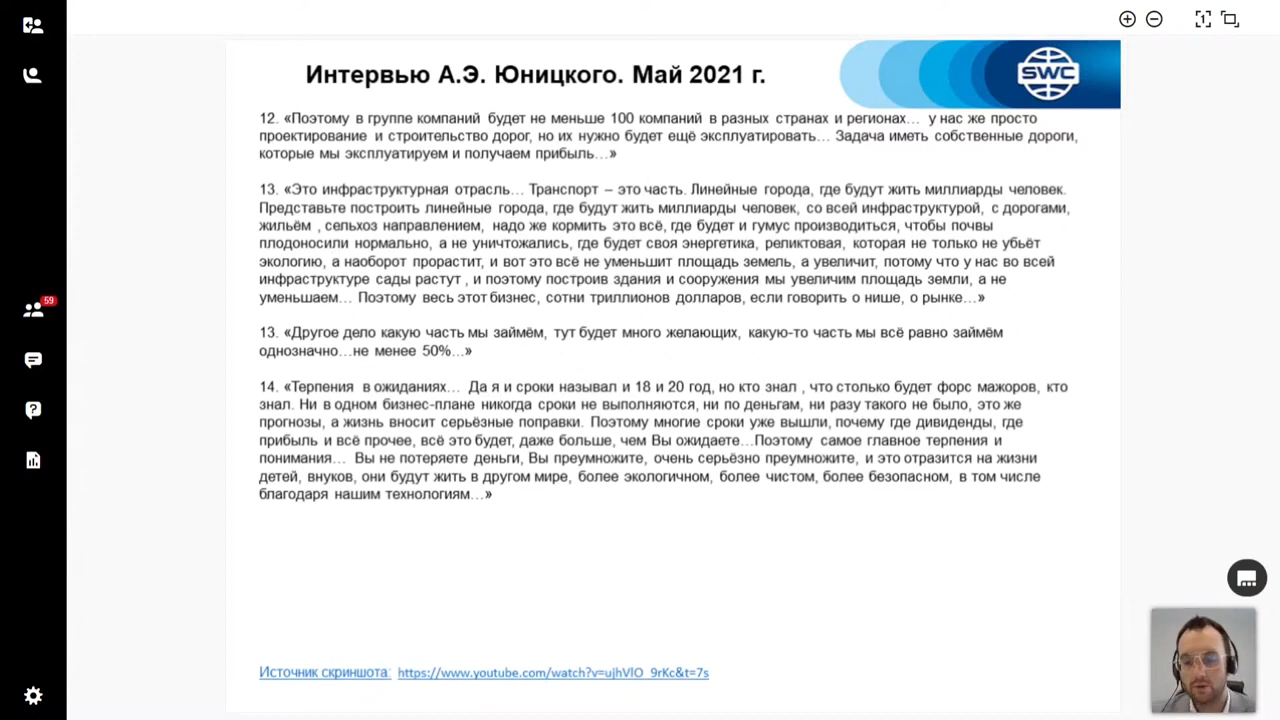 Интервью А.Э. Юницкого. Май 2021 г.
SWC
12. «Поэтому в группе компаний будет не меньше 100 компаний в разных странах и регионах… у нас же просто
проектирование и строительство дорог, но их нужно будет ещё эксплуатировать… Задача иметь собственные дороги,
которые мы эксплуатируем и получаем прибыль…»
13. «Это инфраструктурная отрасль… Транспорт – это часть. Линейные города, где будут жить миллиарды человек.
Представьте построить линейные города, где будут жить миллиарды человек, со всей инфраструктурой, с дорогами,
жильём , сельхоз направлением, надо же кормить это всё, где будет и гумус производиться, чтобы почвы
плодоносили нормально, а не уничтожались, где будет своя энергетика, реликтовая, которая не только не убьёт
экологию, а наоборот прорастит, и вот это всё не уменьшит площадь земель, а увеличит, потому что у нас во всей
инфраструктуре сады растут , и поэтому построив здания и сооружения мы увеличим площадь земли, а не
уменьшаем… Поэтому весь этот бизнес, сотни триллионов долларов, если говорить о нише, о рынке…»
13. «Другое дело какую часть мы займём, тут будет много желающих, какую-то часть мы всё равно займём
однозначно…не менее 50%...»
14. «Терпения в ожиданиях… Да я и сроки называл и 18 и 20 год, но кто знал , что столько будет форс мажоров, кто
знал. Ни в одном бизнес-плане никогда сроки не выполняются, ни по деньгам, ни разу такого не было, это же
прогнозы, а жизнь вносит серьёзные поправки. Поэтому многие сроки уже вышли, почему где дивиденды, где
прибыль и всё прочее, всё это будет, даже больше, чем Вы ожидаете…Поэтому самое главное терпения и
понимания… Вы не потеряете деньги, Вы преумножите, очень серьёзно преумножите, и это отразится на жизни
детей, внуков, они будут жить в другом мире, более экологичном, более чистом, более безопасном, в том числе
благодаря нашим технологиям…»
Источник скриншота: https://www.youtube.com/watch?v=ujhVlO_9rKc&t=7s
59
1